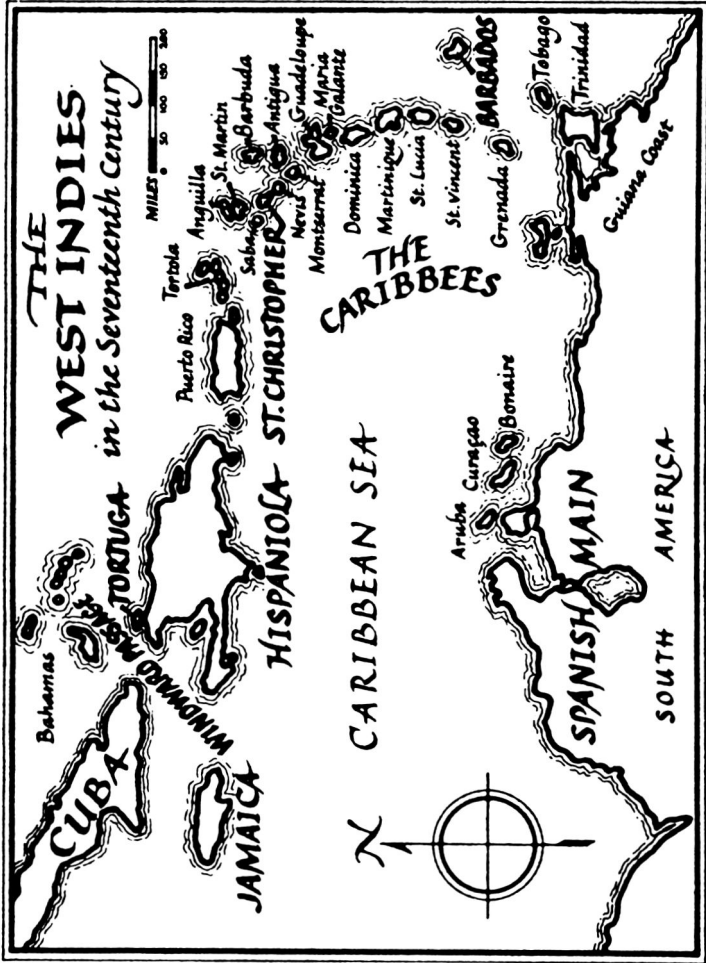 THE
WEST INDIES
in the Seventeenth Century
MILES 0 50 100 150 200
Bahamas
CUBA
WINDWARD PASSAGE
TORTUGA
JAMAICA
HISPANIOLA
Puerto Rico
Tortola
Anguilla
St. Martin
Saba
Barbuda
ST. CHRISTOPHER
Antigua
Nevis
Guadeloupe
Montserrat
Maria
Galante
Dominica
Martinique
St. Lucia
St. Vincent
BARBADOS
THE
CARIBBEES
Grenada
Tobago
Trinidad
Guiana Coast
CARIBBEAN SEA
N
Aruba
Curaçao
Bonaire
SPANISH MAIN
SOUTH AMERICA